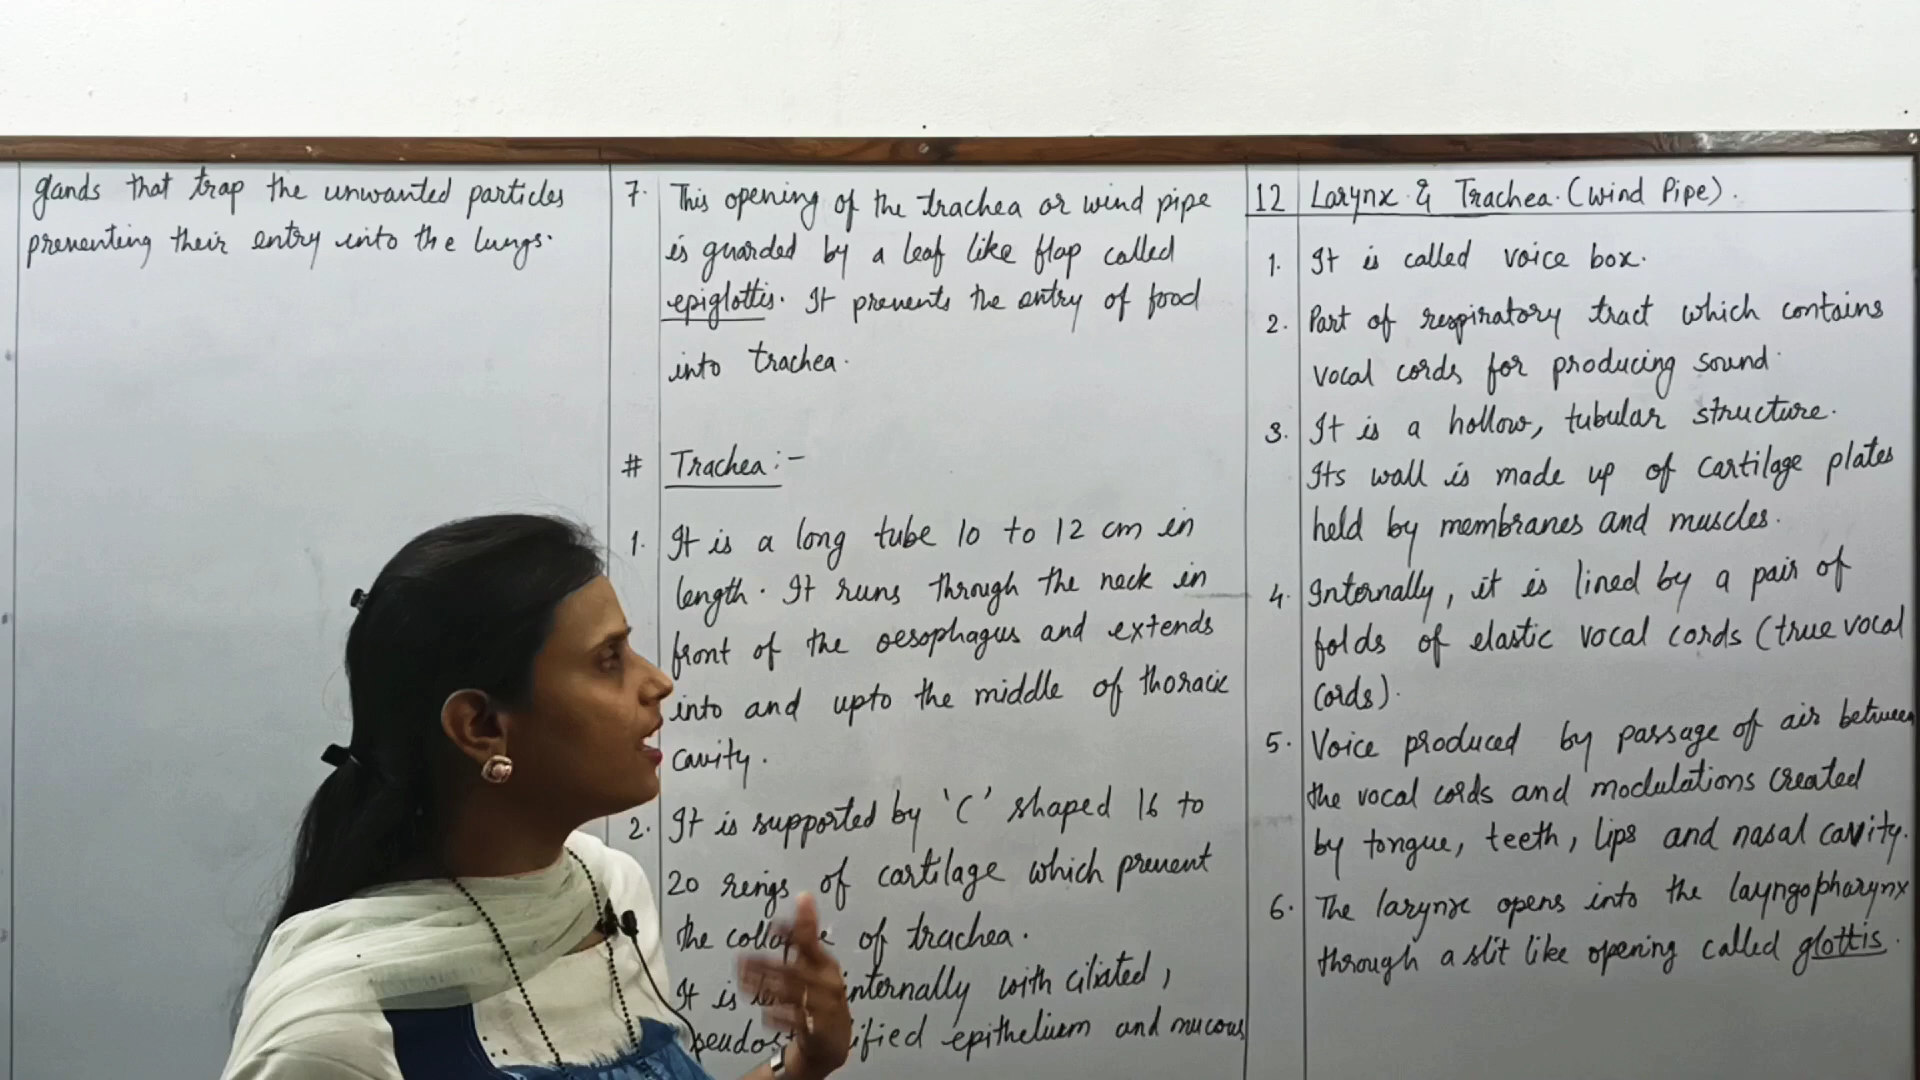 glands that trap the unwanted particles
preventing their entry into the lungs.
7. This opening of the trachea or wind pipe
is guarded by a leaf like flap called
epiglottis. It prevents the entry of food
into trachea.
# Trachea :-
1. It is a long tube 10 to 12 cm in
length. It runs through the neck in
front of the oesophagus and extends
into and upto the middle of thoracic
cavity.
2. It is supported by 'C' shaped 16 to
20 rings of cartilage which prevent
the of trachea.
It is internally with ciliated,
epithelium and mucous
12 Larynx & Trachea. (Wind Pipe).
1. It is called voice box.
2. Part of respiratory tract which contains
vocal cords for producing sound.
3. It is a hollow, tubular structure.
Its wall is made up of cartilage plates
held by membranes and muscles.
4. Internally, it is lined by a pair of
folds of elastic vocal cords (true vocal
cords).
5. Voice produced by passage of air between
the vocal cords and modulations created
by tongue, teeth, lips and nasal cavity.
6. The larynx opens into the layngopharynx
through a slit like opening called glottis.